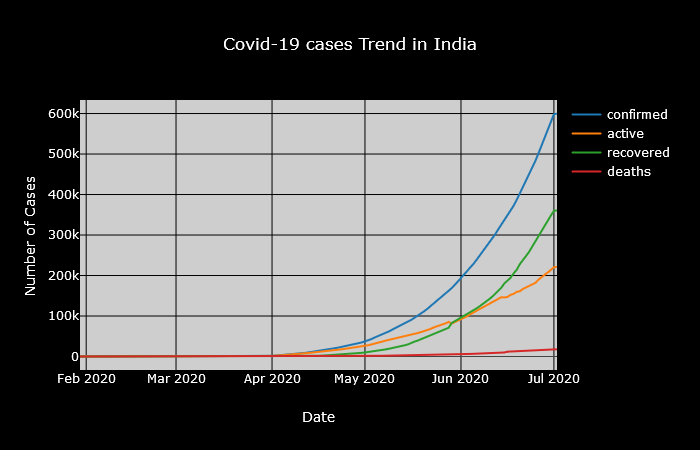 Covid-19 cases Trend in India
confirmed
active
recovered
deaths
600k
500k
400k
300k
200k
100k
0
Number of Cases
Feb 2020 Mar 2020 Apr 2020 May 2020 Jun 2020 Jul 2020
Date